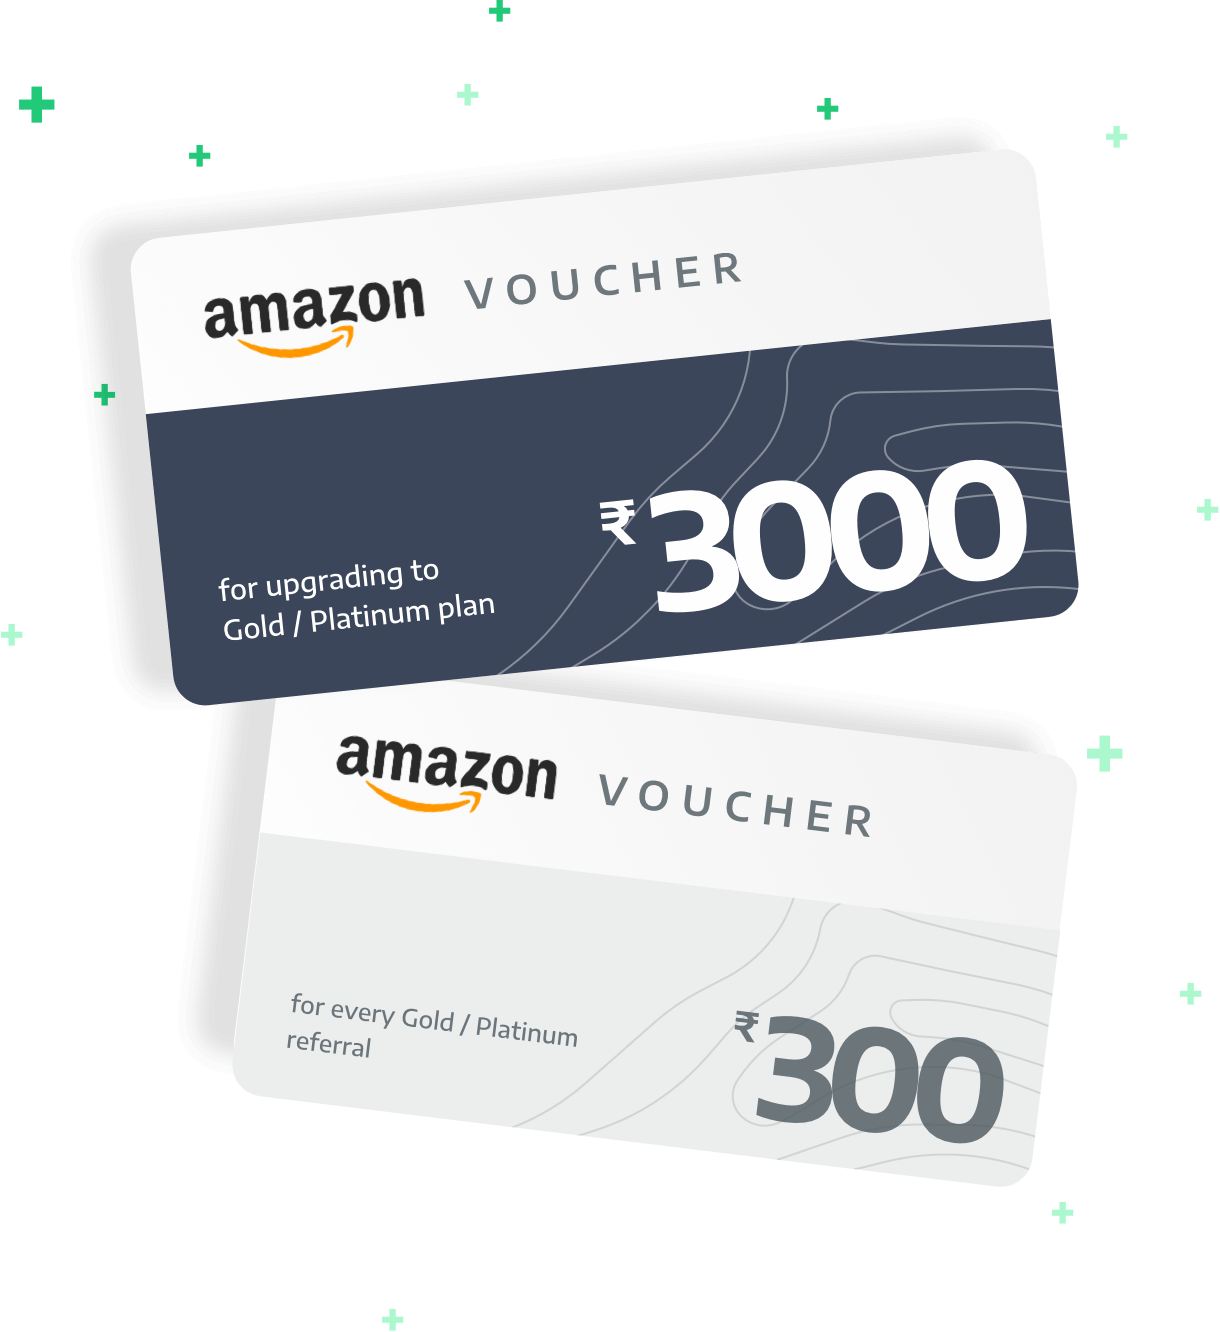 amazon VOUCHER
₹3000
for upgrading to
Gold / Platinum plan
amazon VOUCHER
₹300
for every Gold / Platinum
referral